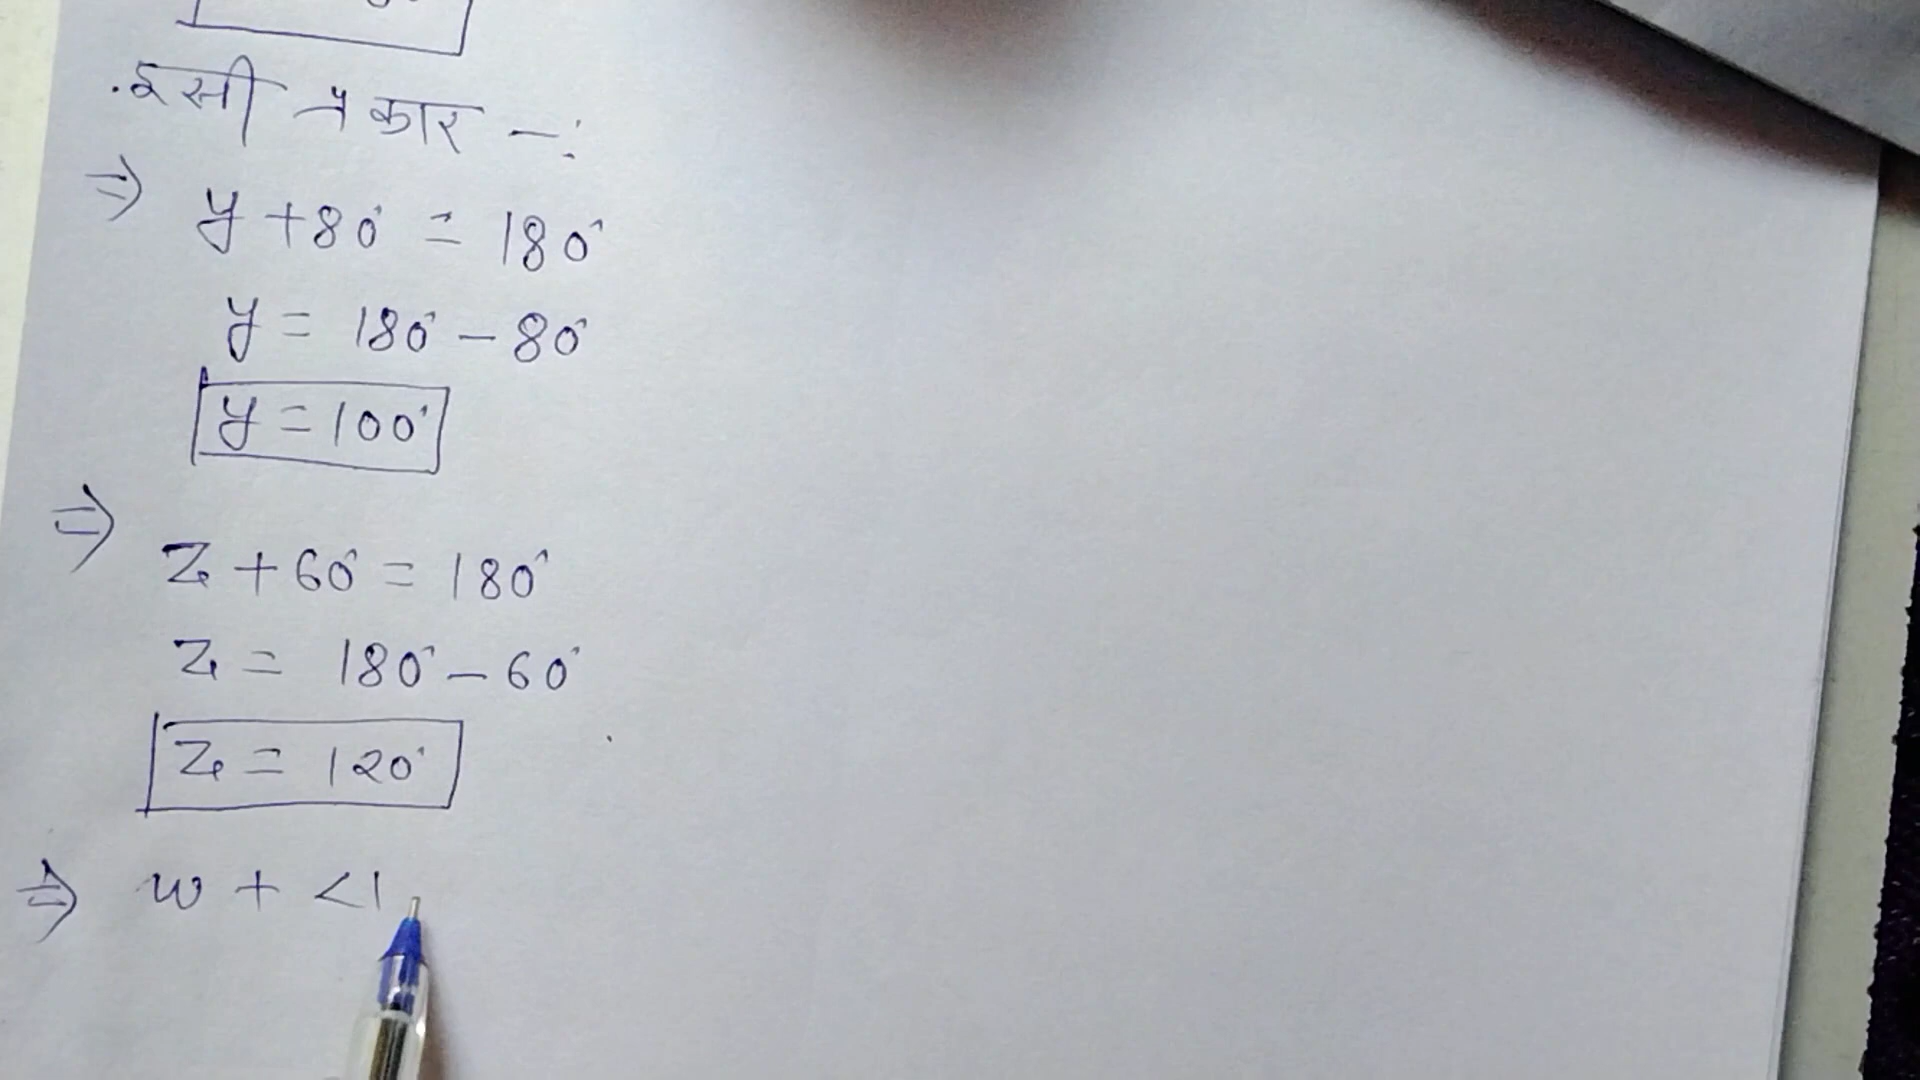 .इसी प्रकार -:
⇒ y + 80° = 180°
y = 180° - 80°
y = 100°
⇒ z + 60° = 180°
z = 180° - 60°
z = 120°
⇒ w + <1